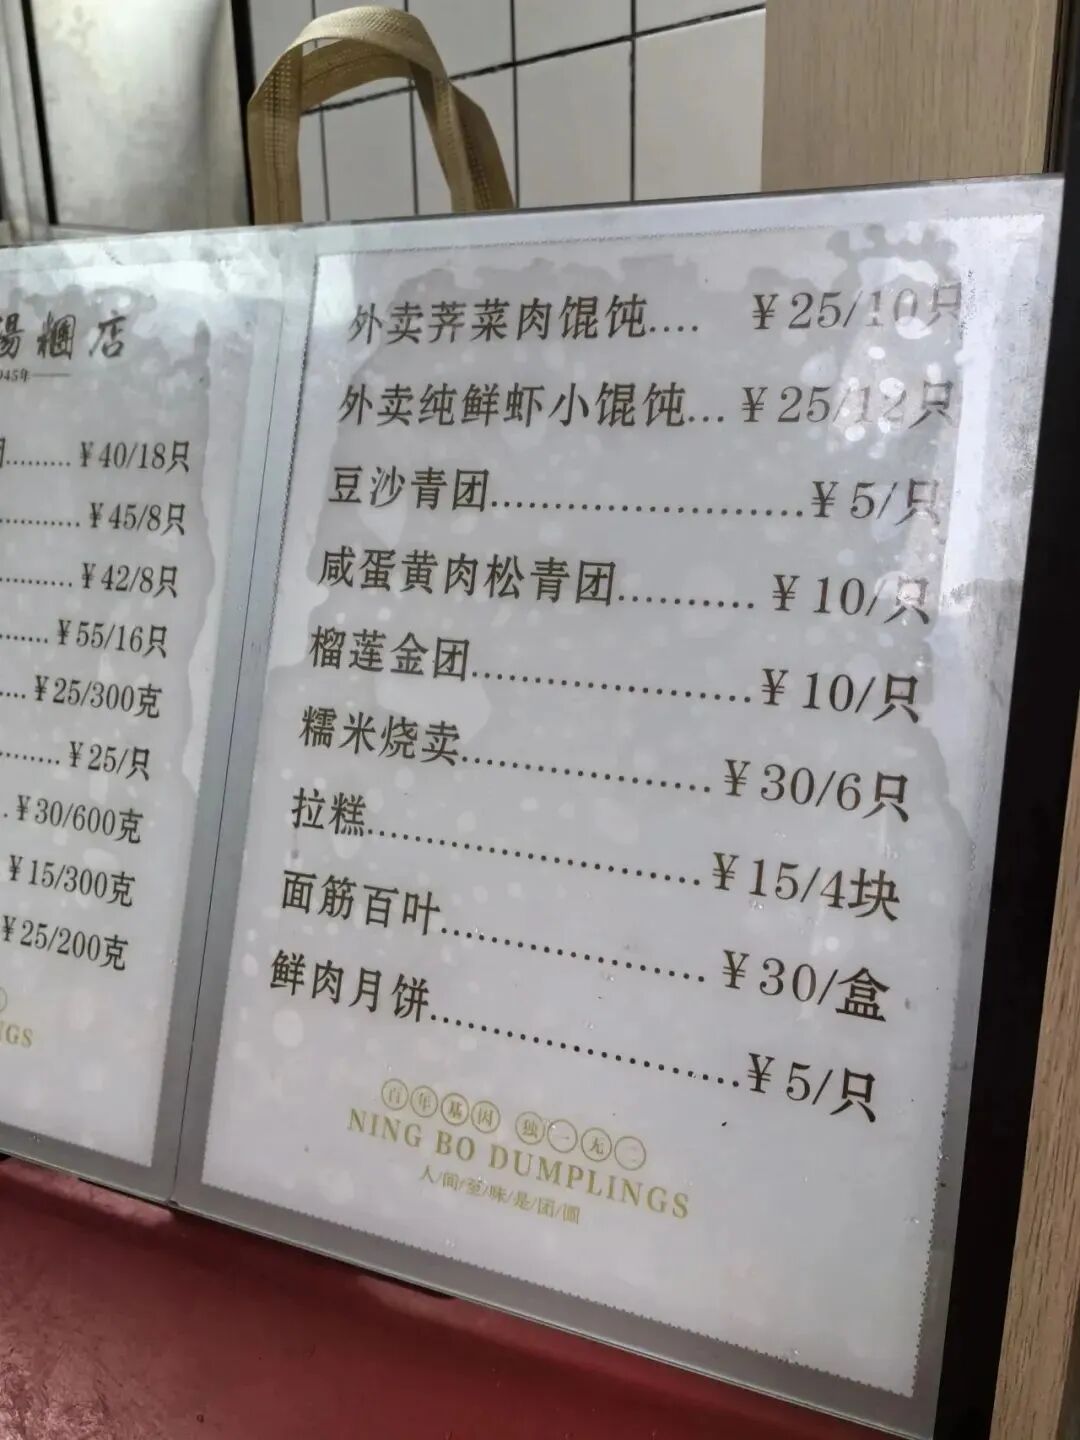 汤糰店
945年
¥40/18只
¥45/8只
¥42/8只
¥55/16只
¥25/300克
¥25/只
¥30/600克
¥15/300克
¥25/200克
NGS
外卖荠菜肉馄饨.... ¥25/10只
外卖纯鲜虾小馄饨... ¥25/12只
豆沙青团........................¥5/只
咸蛋黄肉松青团.......... ¥10/只
榴莲金团....................¥10/只
糯米烧卖.................. ¥30/6只
拉糕........................¥15/4块
面筋百叶................... ¥30/盒
鲜肉月饼......................¥5/只
百年基因 独一无二
NING BO DUMPLINGS
人/间/至/味/是/团/圆